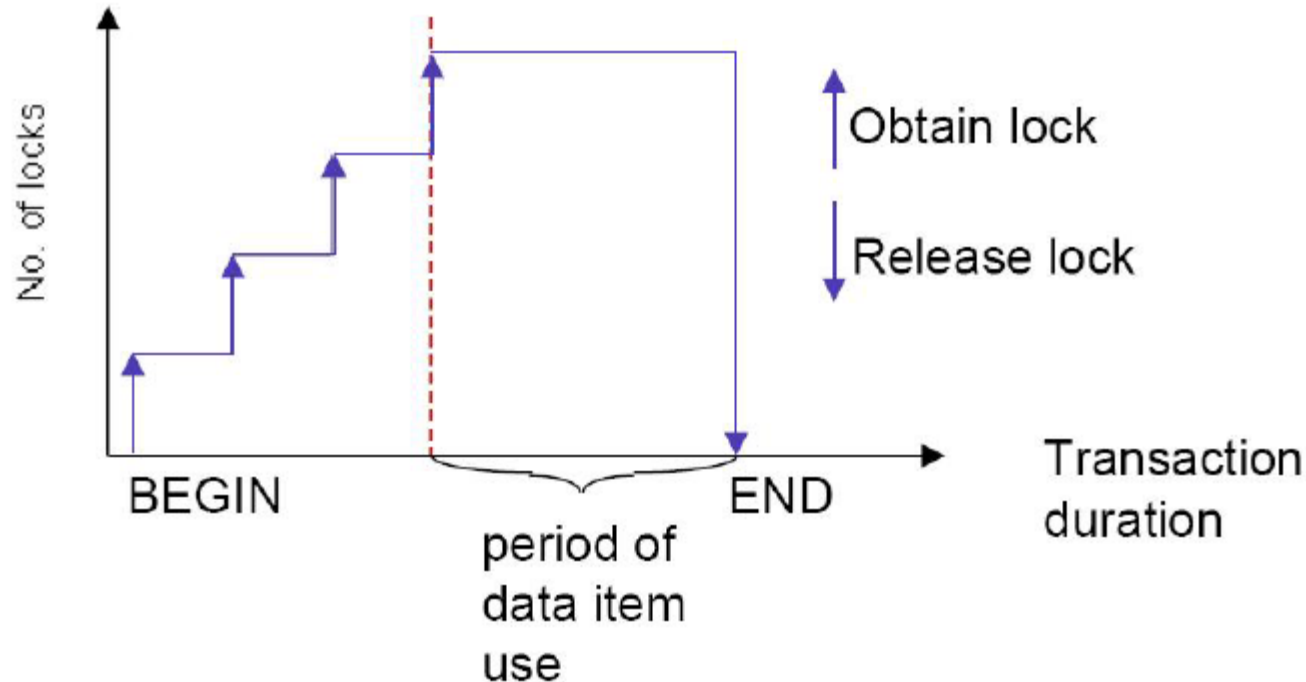 No. of locks
Obtain lock
Release lock
BEGIN
END
Transaction
duration
period of
data item
use